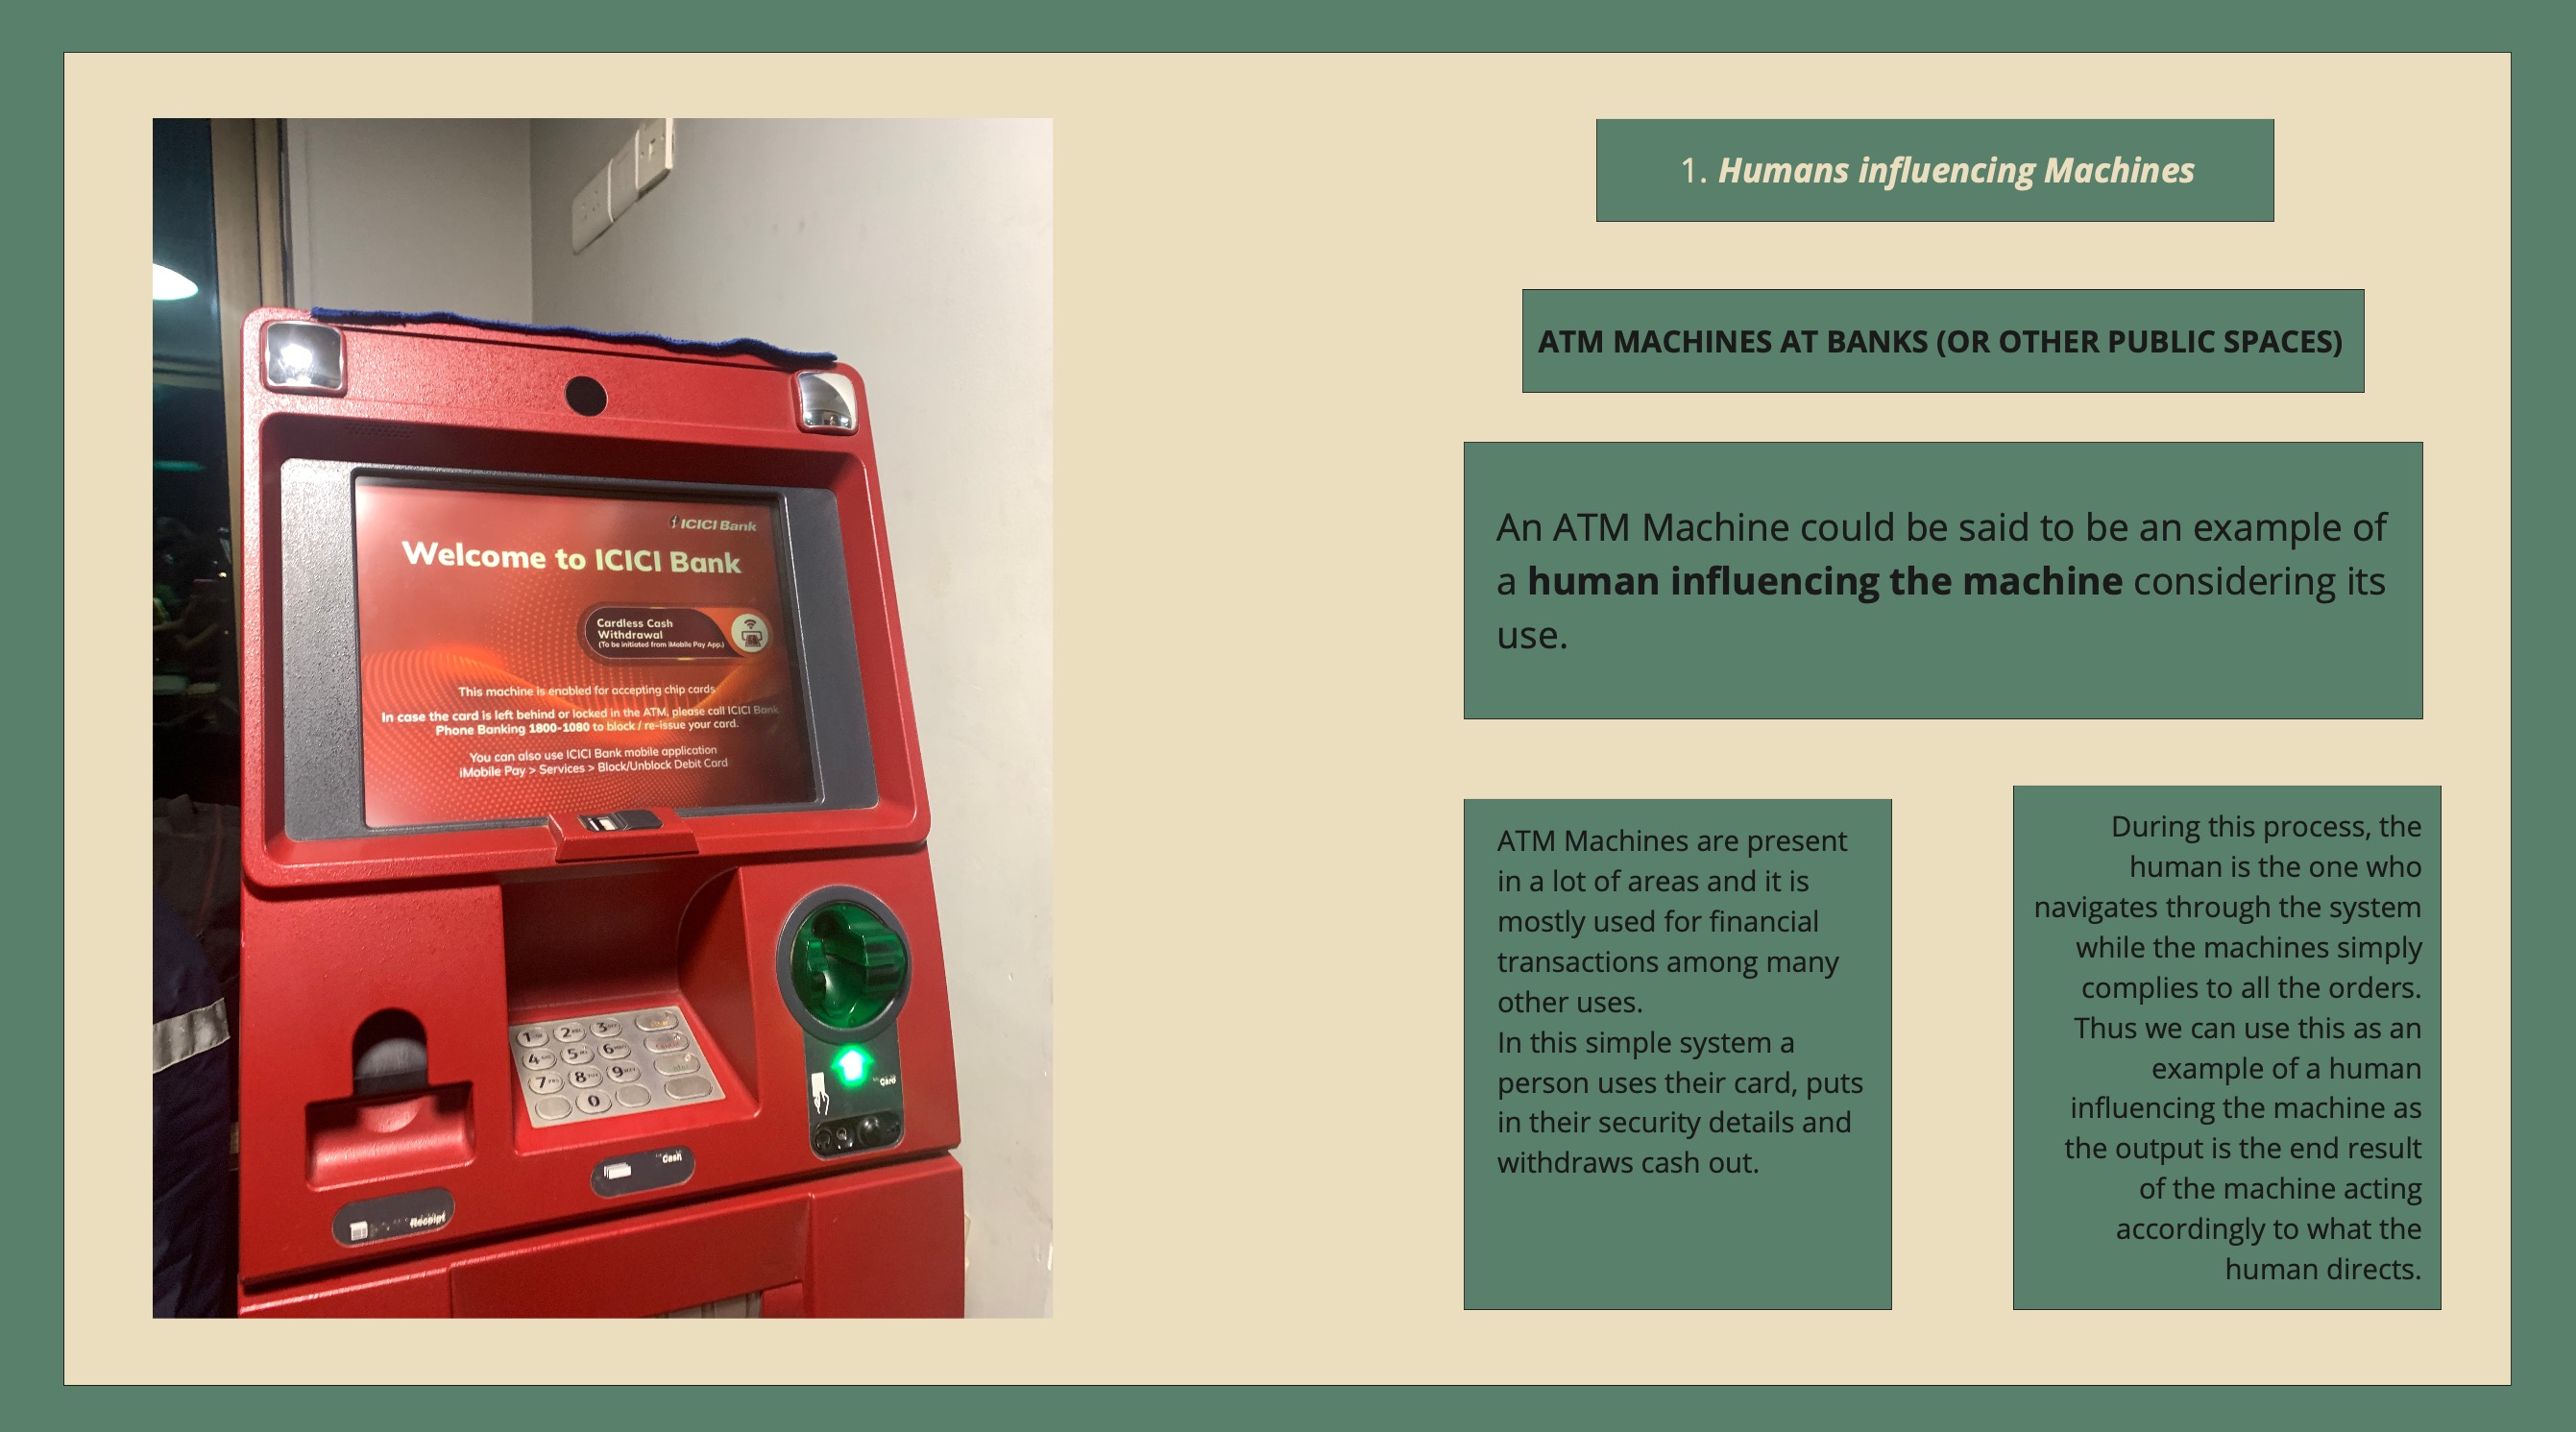 1. Humans influencing Machines
ATM MACHINES AT BANKS (OR OTHER PUBLIC SPACES)
An ATM Machine could be said to be an example of
a human influencing the machine considering its
use.
ATM Machines are present
in a lot of areas and it is
mostly used for financial
transactions among many
other uses.
In this simple system a
person uses their card, puts
in their security details and
withdraws cash out.
During this process, the
human is the one who
navigates through the system
while the machines simply
complies to all the orders.
Thus we can use this as an
example of a human
influencing the machine as
the output is the end result
of the machine acting
accordingly to what the
human directs.
ICICI Bank
Welcome to ICICI Bank
Cardless Cash
Withdrawal
(To be initiated from iMobile Pay App.)
This machine is enabled for accepting chip cards
In case the card is left behind or locked in the ATM, please call ICICI Bank
Phone Banking 1800-1080 to block / re-issue your card.
You can also use ICICI Bank mobile application
iMobile Pay > Services > Block/Unblock Debit Card
1 2 3
4 5 6
7 8 9
0
Card
Cash
Receipt